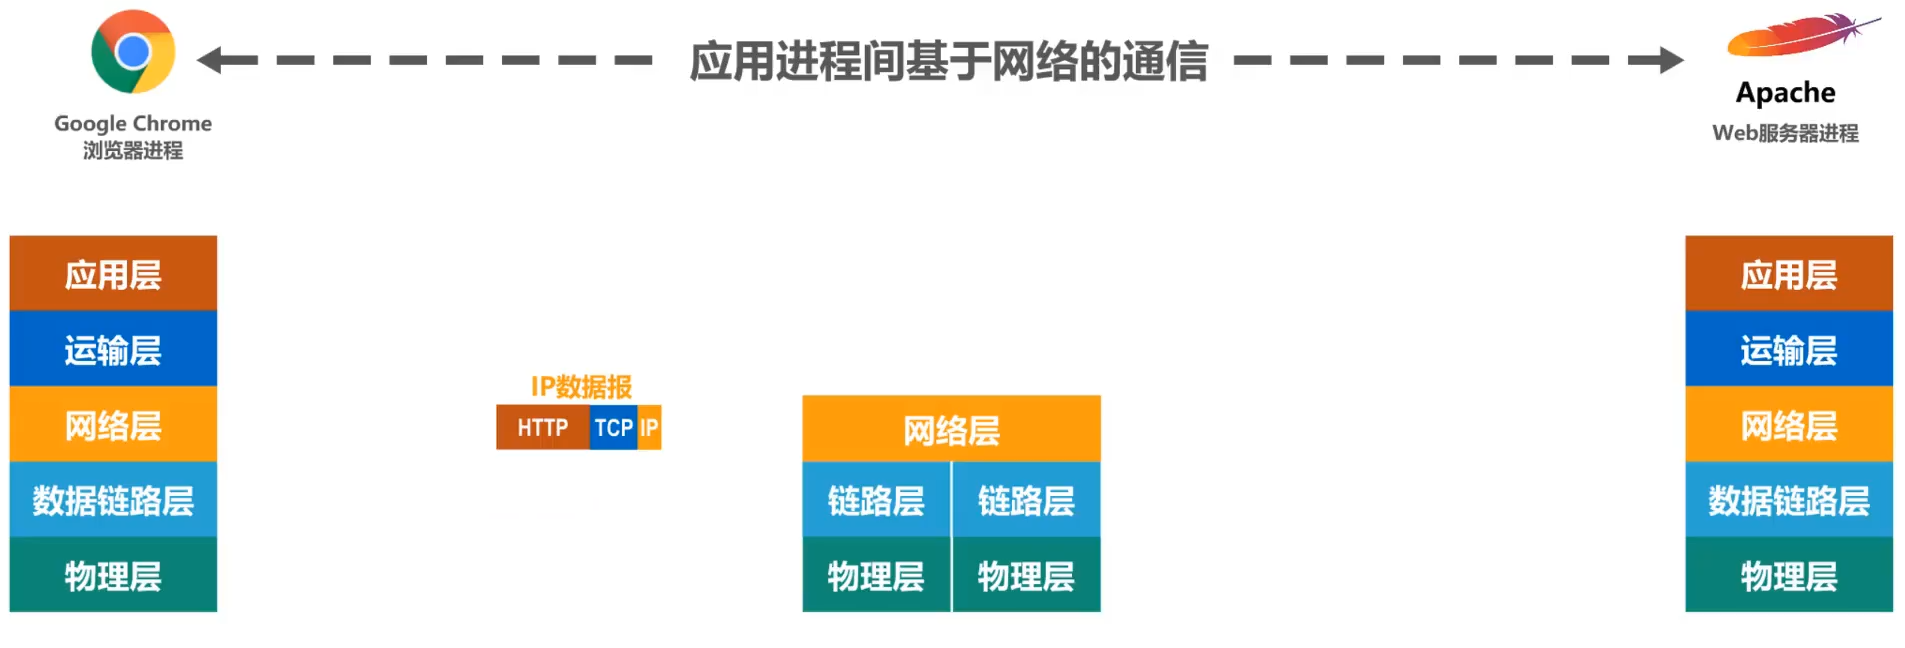 应用进程间基于网络的通信
Google Chrome
浏览器进程
Apache
Web服务器进程
应用层
运输层
网络层
数据链路层
物理层
IP数据报
HTTP TCP IP
网络层
链路层 链路层
物理层 物理层
应用层
运输层
网络层
数据链路层
物理层